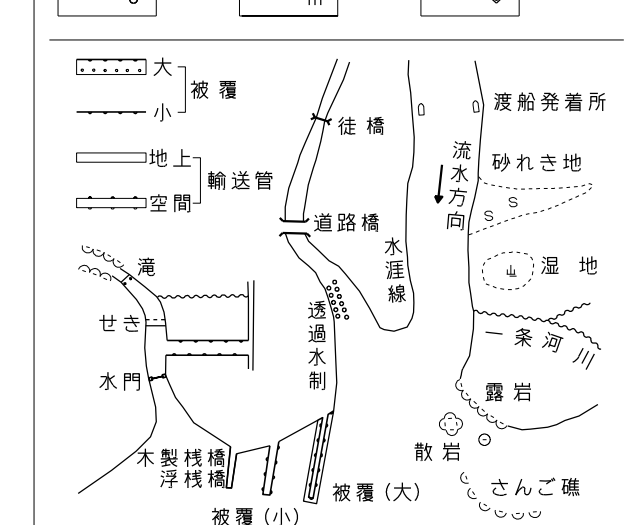 大
被覆
小
地上
輸送管
空間
徒橋
道路橋
水涯線
流水方向
渡船発着所
砂れき地
S
S
湿地
一条河川
滝
せき
水門
透過水制
露岩
散岩
さんご礁
木製桟橋
浮桟橋
被覆(大)
被覆(小)